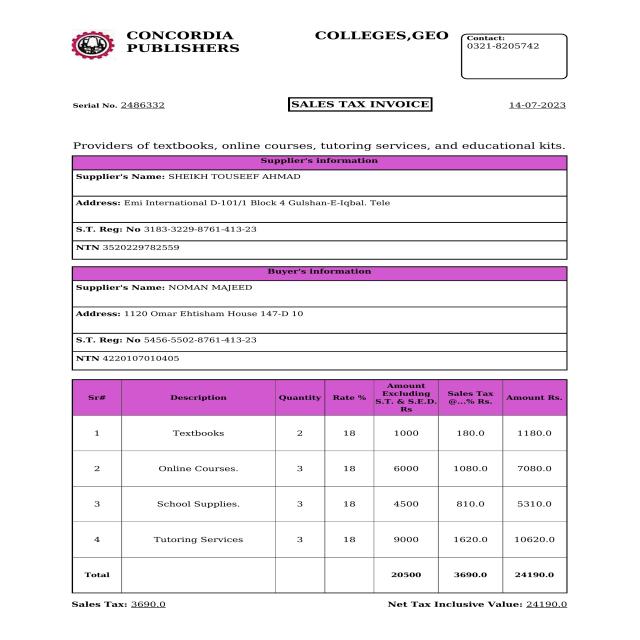 CONCORDIA PUBLISHERS
COLLEGES,GEO
Contact:
0321-8205742
Serial No. 2486332
SALES TAX INVOICE
14-07-2023
Providers of textbooks, online courses, tutoring services, and educational kits.
Supplier's information
Supplier's Name: SHEIKH TOUSEEF AHMAD
Address: Emi International D-101/1 Block 4 Gulshan-E-Iqbal. Tele
S.T. Reg: No 3183-3229-8761-413-23
NTN 3520229782559
Buyer's information
Supplier's Name: NOMAN MAJEED
Address: 1120 Omar Ehtisham House 147-D 10
S.T. Reg: No 5456-5502-8761-413-23
NTN 4220107010405
Sr# Description Quantity Rate % Amount Excluding S.T. & S.E.D. Rs Sales Tax @...% Rs. Amount Rs.
1 Textbooks 2 18 1000 180.0 1180.0
2 Online Courses. 3 18 6000 1080.0 7080.0
3 School Supplies. 3 18 4500 810.0 5310.0
4 Tutoring Services 3 18 9000 1620.0 10620.0
Total 20500 3690.0 24190.0
Sales Tax: 3690.0 Net Tax Inclusive Value: 24190.0